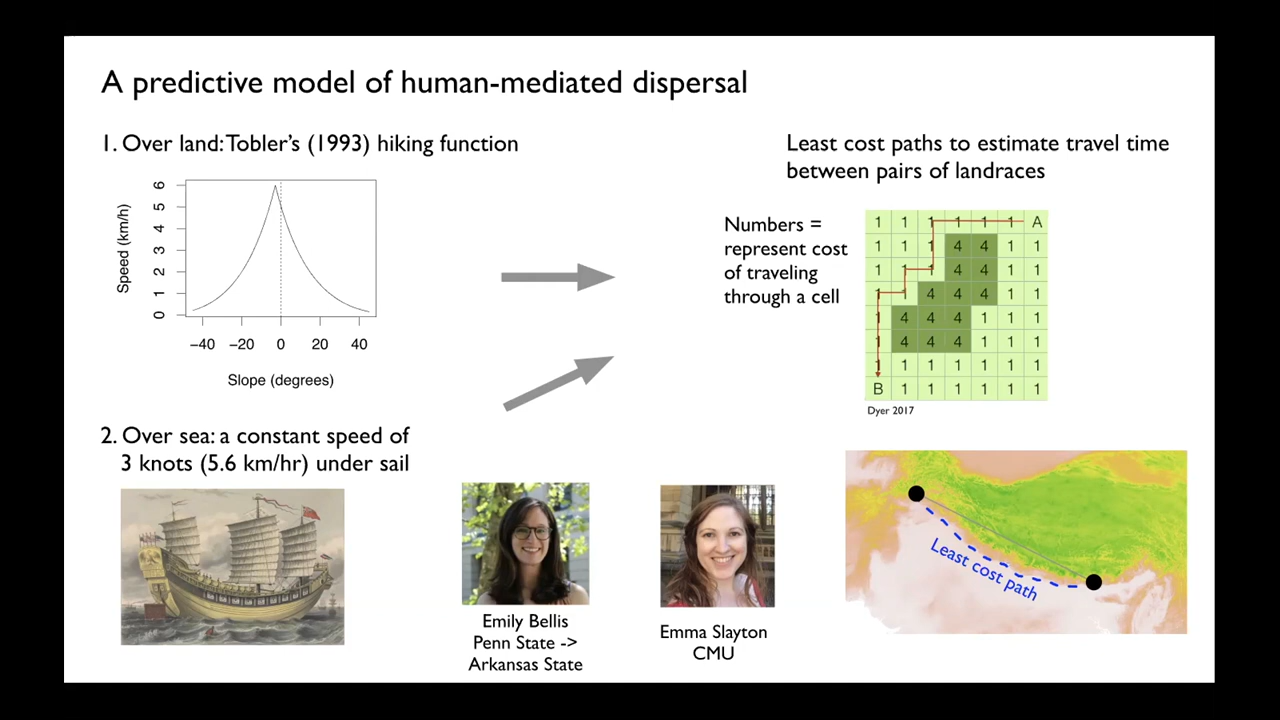 A predictive model of human-mediated dispersal
1. Over land: Tobler's (1993) hiking function
Speed (km/h)
6
5
4
3
2
1
0
−40 −20 0 20 40
Slope (degrees)
2. Over sea: a constant speed of
3 knots (5.6 km/hr) under sail
Emily Bellis
Penn State ->
Arkansas State
Emma Slayton
CMU
Least cost paths to estimate travel time
between pairs of landraces
Numbers =
represent cost
of traveling
through a cell
1 1 1 1 1 1 A
1 1 1 4 4 1 1
1 1 1 4 4 1 1
1 1 4 4 4 1 1
1 4 4 4 1 1 1
1 4 4 4 1 1 1
1 1 1 1 1 1 1
B 1 1 1 1 1 1
Dyer 2017
Least cost path